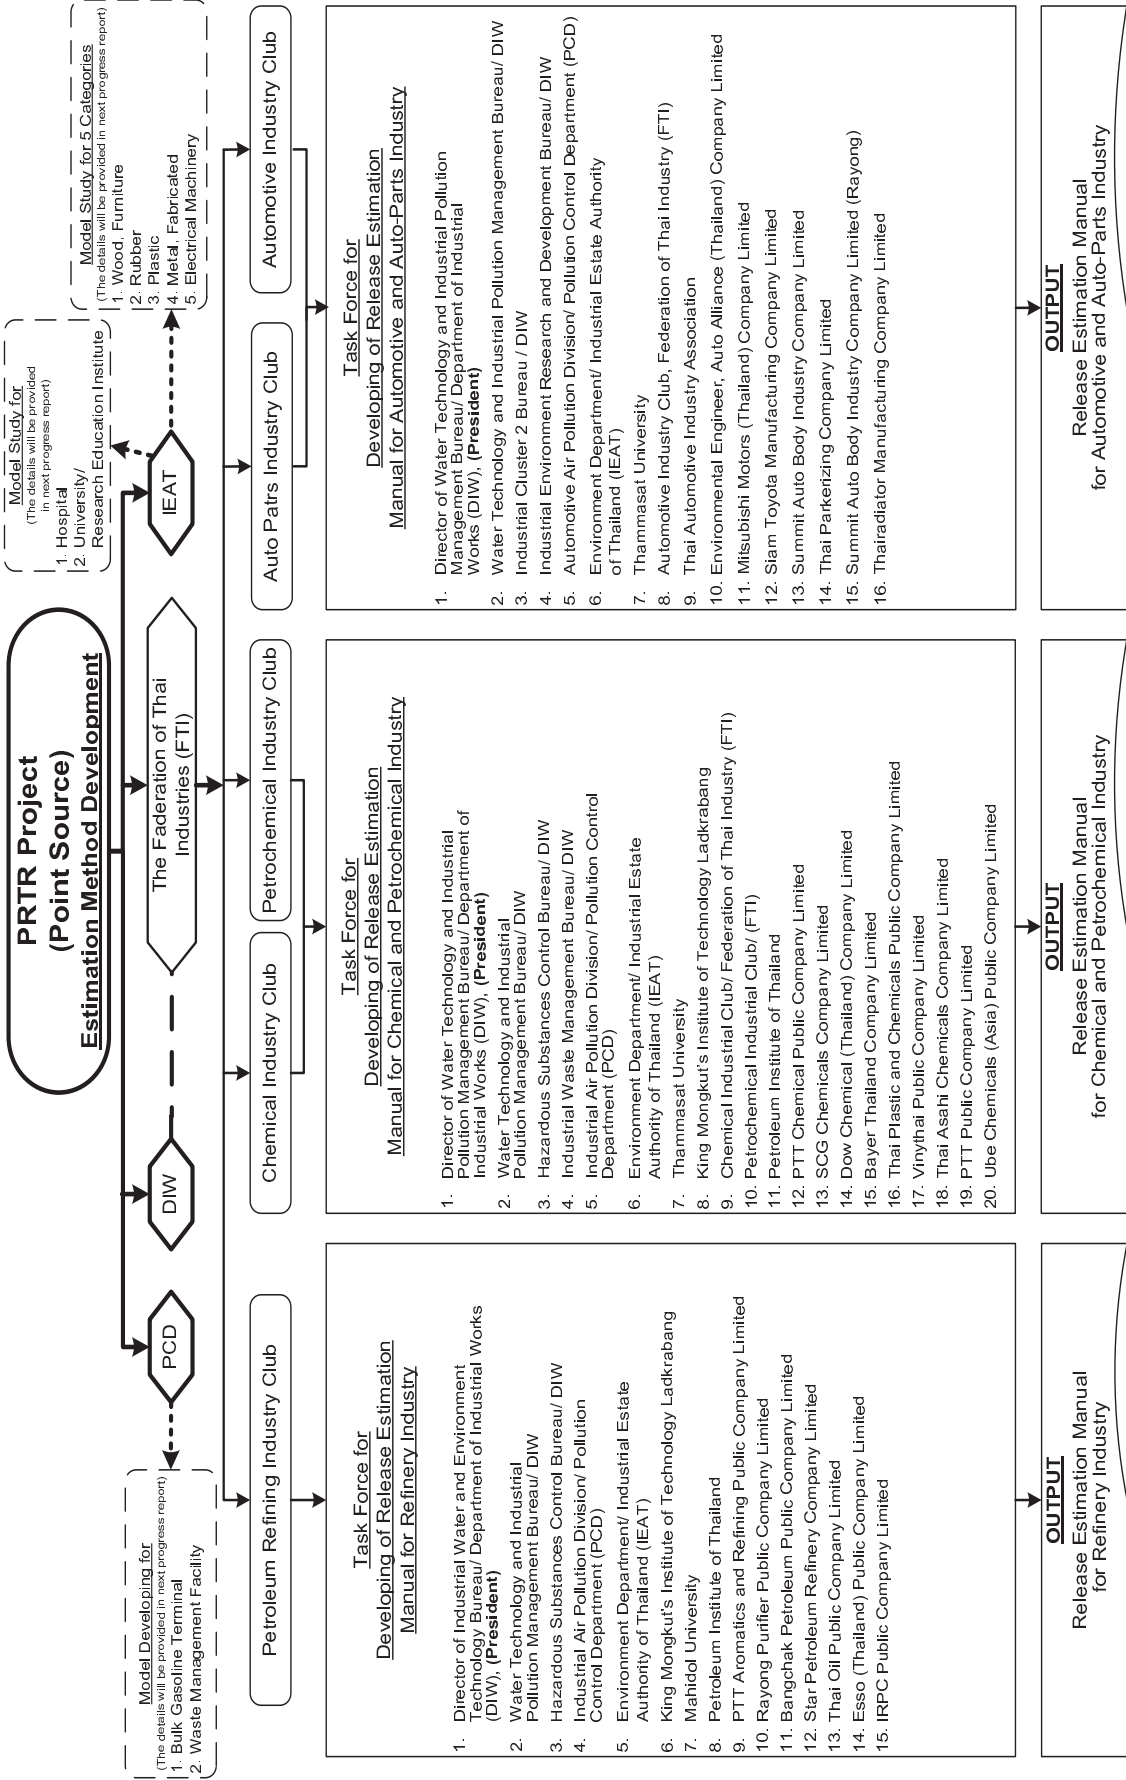 PRTR Project
(Point Source)
Estimation Method Development
Model Developing for
(The details will be provided in next progress report)
1. Bulk Gasoline Terminal
2. Waste Management Facility
PCD
DIW
The Faderation of Thai
Industries (FTI)
IEAT
Model Study for
(The details will be provided
in next progress report)
1. Hospital
2. University/
Research Education Institute
Model Study for 5 Categories
(The details will be provided in next progress report)
1. Wood, Furniture
2. Rubber
3. Plastic
4. Metal, Fabricated
5. Electrical Machinery
Petroleum Refining Industry Club
Chemical Industry Club
Petrochemical Industry Club
Auto Patrs Industry Club
Automotive Industry Club
Task Force for
Developing of Release Estimation
Manual for Refinery Industry
1. Director of Industrial Water and Environment
Technology Bureau/ Department of Industrial Works
(DIW), (President)
2. Water Technology and Industrial
Pollution Management Bureau/ DIW
3. Hazardous Substances Control Bureau/ DIW
4. Industrial Air Pollution Division/ Pollution
Control Department (PCD)
5. Environment Department/ Industrial Estate
Authority of Thailand (IEAT)
6. King Mongkut's Institute of Technology Ladkrabang
7. Mahidol University
8. Petroleum Institute of Thailand
9. PTT Aromatics and Refining Public Company Limited
10. Rayong Purifier Public Company Limited
11. Bangchak Petroleum Public Company Limited
12. Star Petroleum Refinery Company Limited
13. Thai Oil Public Company Limited
14. Esso (Thailand) Public Company Limited
15. IRPC Public Company Limited
Task Force for
Developing of Release Estimation
Manual for Chemical and Petrochemical Industry
1. Director of Water Technology and Industrial
Pollution Management Bureau/ Department of
Industrial Works (DIW), (President)
2. Water Technology and Industrial
Pollution Management Bureau/ DIW
3. Hazardous Substances Control Bureau/ DIW
4. Industrial Waste Management Bureau/ DIW
5. Industrial Air Pollution Division/ Pollution Control
Department (PCD)
6. Environment Department/ Industrial Estate
Authority of Thailand (IEAT)
7. Thammasat University
8. King Mongkut's Institute of Technology Ladkrabang
9. Chemical Industrial Club/ Federation of Thai Industry (FTI)
10. Petrochemical Industrial Club/ (FTI)
11. Petroleum Institute of Thailand
12. PTT Chemical Public Company Limited
13. SCG Chemicals Company Limited
14. Dow Chemical (Thailand) Company Limited
15. Bayer Thailand Company Limited
16. Thai Plastic and Chemicals Public Company Limited
17. Vinythai Public Company Limited
18. Thai Asahi Chemicals Company Limited
19. PTT Public Company Limited
20. Ube Chemicals (Asia) Public Company Limited
Task Force for
Developing of Release Estimation
Manual for Automotive and Auto-Parts Industry
1. Director of Water Technology and Industrial Pollution
Management Bureau/ Department of Industrial
Works (DIW), (President)
2. Water Technology and Industrial Pollution Management Bureau/ DIW
3. Industrial Cluster 2 Bureau / DIW
4. Industrial Environment Research and Development Bureau/ DIW
5. Automotive Air Pollution Division/ Pollution Control Department (PCD)
6. Environment Department/ Industrial Estate Authority
of Thailand (IEAT)
7. Thammasat University
8. Automotive Industry Club, Federation of Thai Industry (FTI)
9. Thai Automotive Industry Association
10. Environmental Engineer, Auto Alliance (Thailand) Company Limited
11. Mitsubishi Motors (Thailand) Company Limited
12. Siam Toyota Manufacturing Company Limited
13. Summit Auto Body Industry Company Limited
14. Thai Parkerizing Company Limited
15. Summit Auto Body Industry Company Limited (Rayong)
16. Thairadiator Manufacturing Company Limited
OUTPUT
Release Estimation Manual
for Refinery Industry
OUTPUT
Release Estimation Manual
for Chemical and Petrochemical Industry
OUTPUT
Release Estimation Manual
for Automotive and Auto-Parts Industry